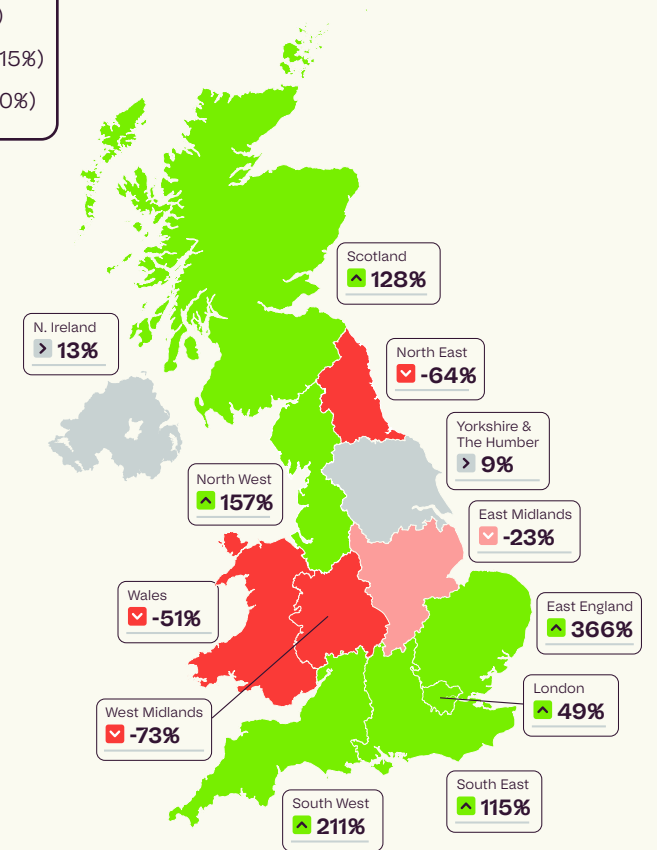 )
15%)
0%)
Scotland
128%
N. Ireland
13%
North East
-64%
Yorkshire &
The Humber
9%
North West
157%
East Midlands
-23%
Wales
-51%
East England
366%
London
49%
West Midlands
-73%
South East
115%
South West
211%